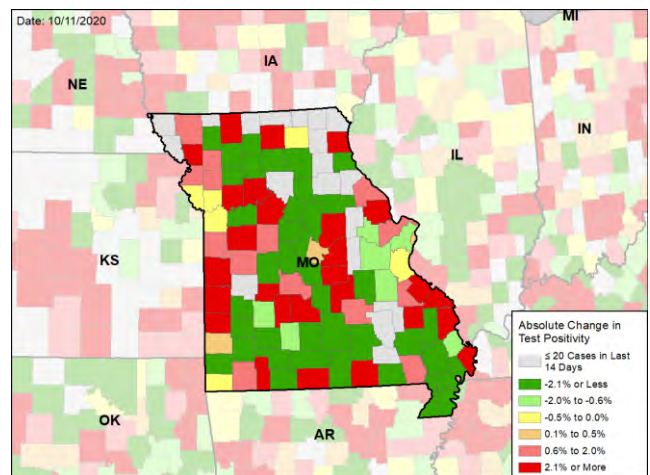 Date: 10/11/2020
MI
IA
NE
IL
IN
KS
MO
OK
AR
Absolute Change in
Test Positivity
≤ 20 Cases in Last
14 Days
-2.1% or Less
-2.0% to -0.6%
-0.5% to 0.0%
0.1% to 0.5%
0.6% to 2.0%
2.1% or More